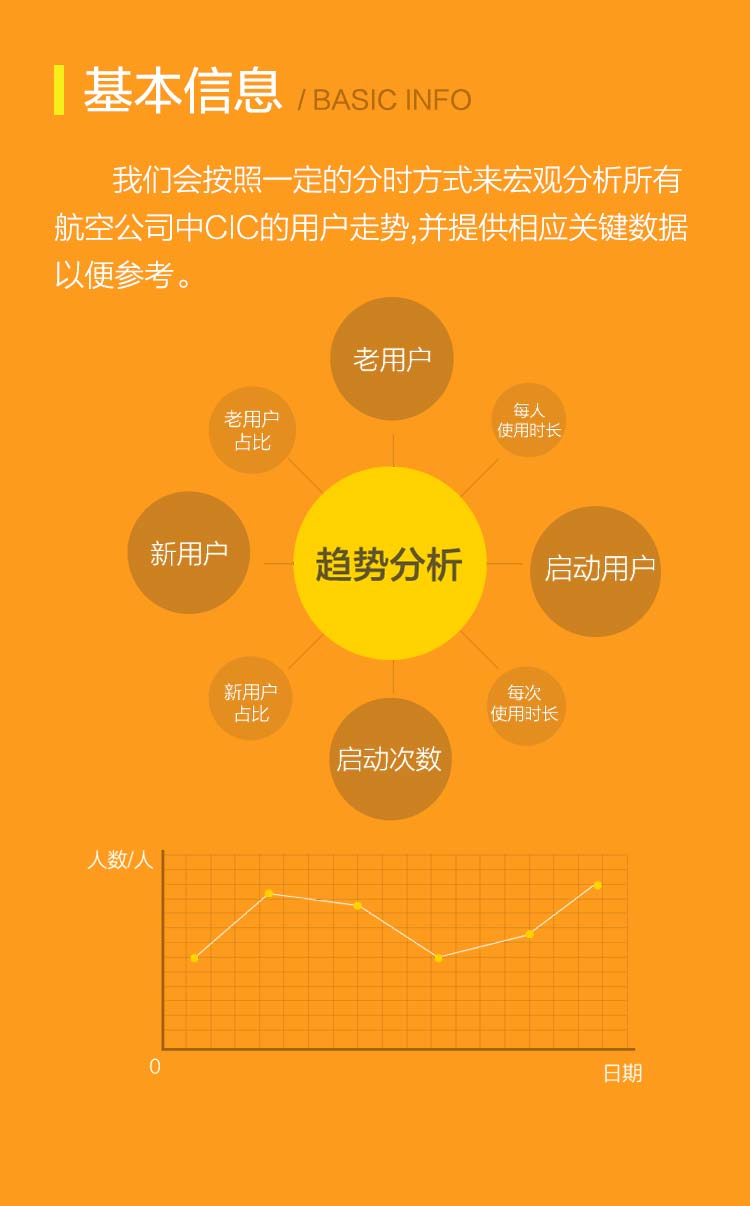 基本信息 / BASIC INFO
我们会按照一定的分时方式来宏观分析所有
航空公司中CIC的用户走势,并提供相应关键数据
以便参考。
老用户
老用户
占比
每人
使用时长
新用户
趋势分析
启动用户
新用户
占比
每次
使用时长
启动次数
人数/人
0
日期